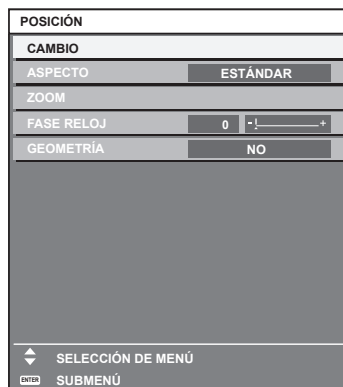 POSICIÓN
CAMBIO
ASPECTO ESTÁNDAR
ZOOM
FASE RELOJ 0 - +
GEOMETRÍA NO
SELECCIÓN DE MENÚ
ENTER SUBMENÚ